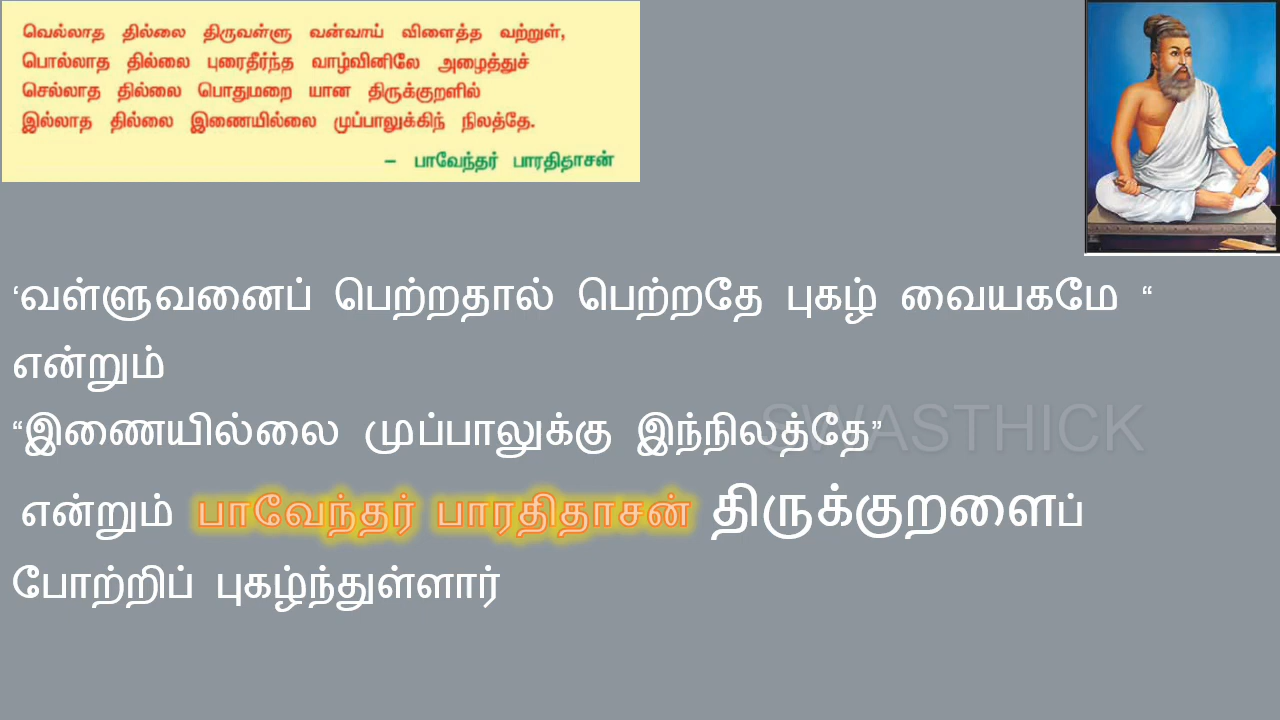 வெல்லாத தில்லை திருவள்ளு வன்வாய் விளைத்த வற்றுள்,
பொல்லாத தில்லை புரைதீர்ந்த வாழ்வினிலே அழைத்துச்
செல்லாத தில்லை பொதுமறை யான திருக்குறளில்
இல்லாத தில்லை இணையில்லை முப்பாலுக்கிந் நிலத்தே.
– பாவேந்தர் பாரதிதாசன்
‘வள்ளுவனைப் பெற்றதால் பெற்றதே புகழ் வையகமே “
என்றும்
“இணையில்லை முப்பாலுக்கு இந்நிலத்தே”
SWASTHICK
என்றும் பாவேந்தர் பாரதிதாசன் திருக்குறளைப்
போற்றிப் புகழ்ந்துள்ளார்